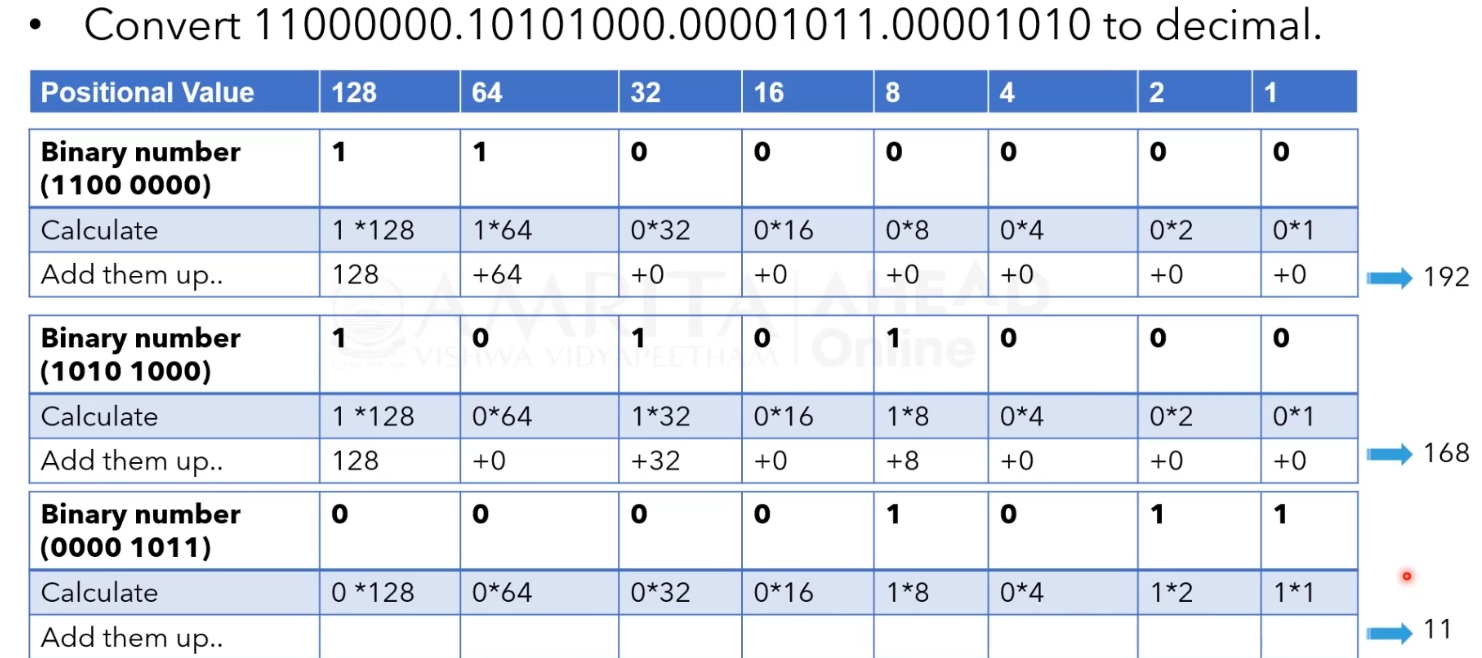 • Convert 11000000.10101000.00001011.00001010 to decimal.
Positional Value 128 64 32 16 8 4 2 1
Binary number 1 1 0 0 0 0 0 0
(1100 0000)
Calculate 1 *128 1*64 0*32 0*16 0*8 0*4 0*2 0*1
Add them up.. 128 +64 +0 +0 +0 +0 +0 +0 192
AMRITA AHEAD
VISHWA VIDYAPEETHAM Online
Binary number 1 0 1 0 1 0 0 0
(1010 1000)
Calculate 1 *128 0*64 1*32 0*16 1*8 0*4 0*2 0*1
Add them up.. 128 +0 +32 +0 +8 +0 +0 +0 168
Binary number 0 0 0 0 1 0 1 1
(0000 1011)
Calculate 0 *128 0*64 0*32 0*16 1*8 0*4 1*2 1*1
Add them up.. 11